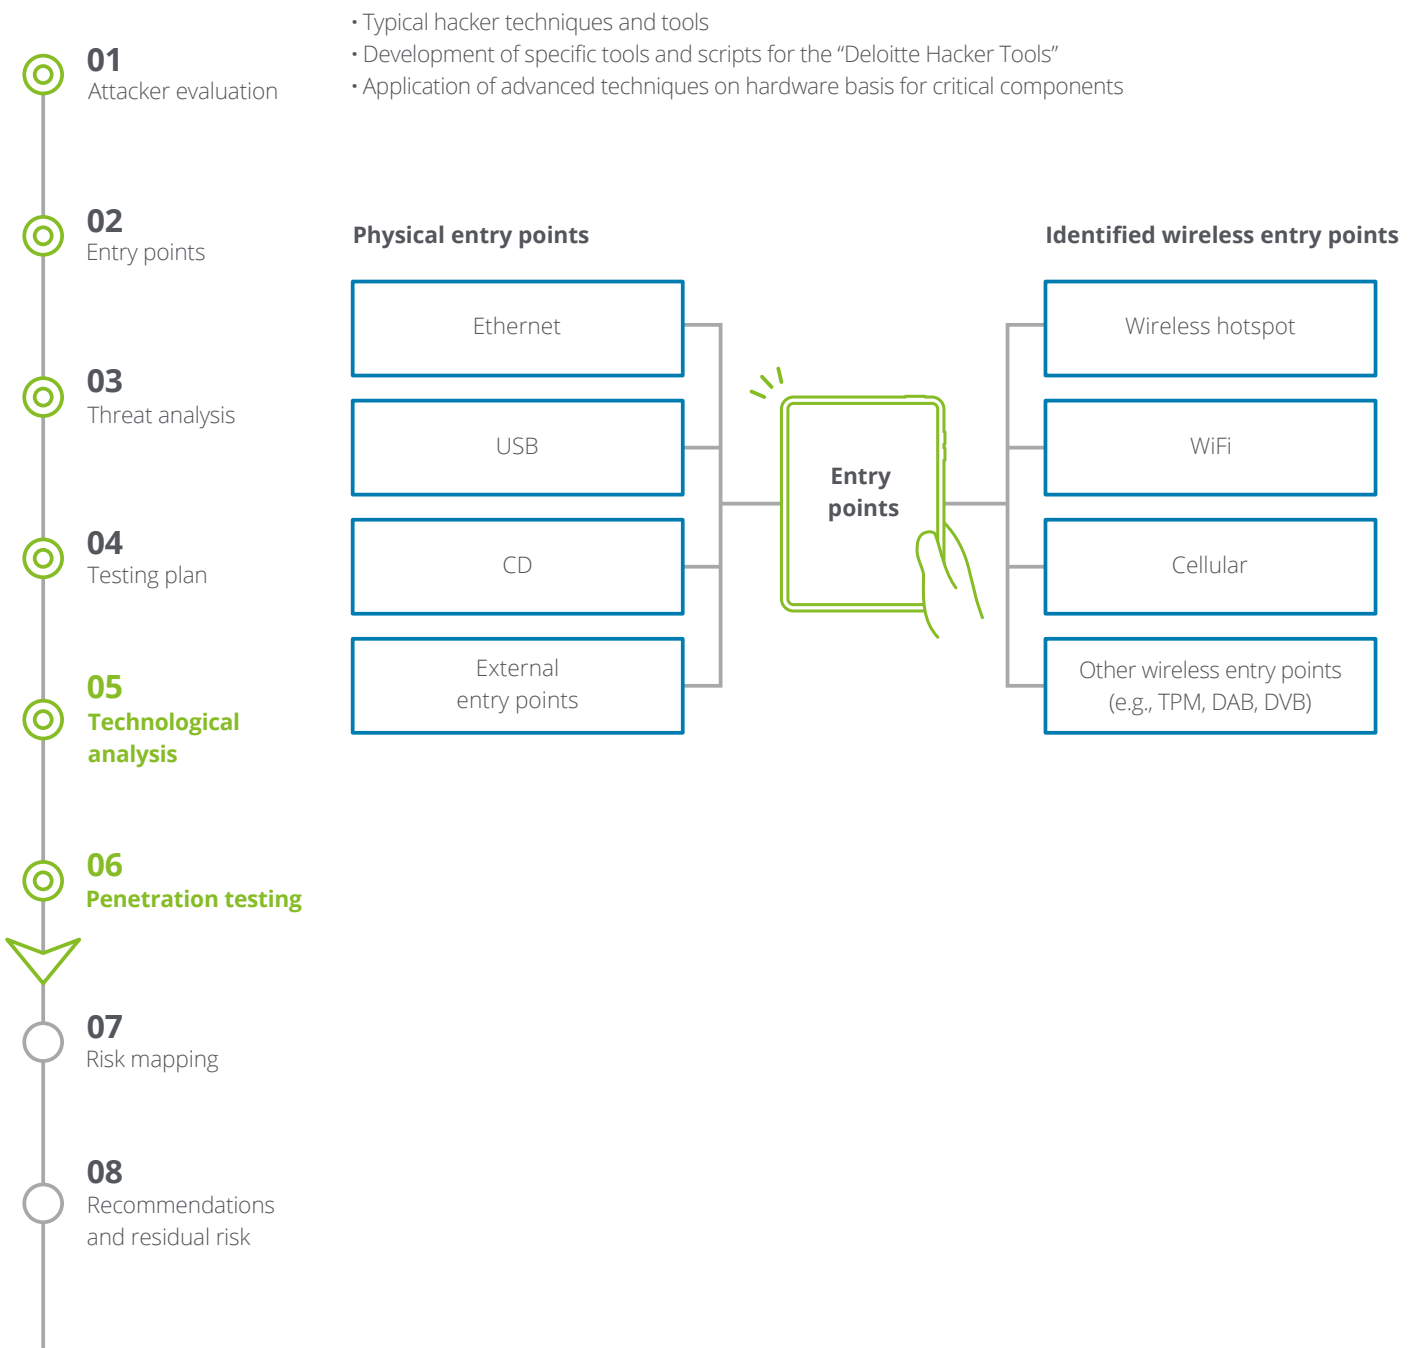 • Typical hacker techniques and tools
• Development of specific tools and scripts for the “Deloitte Hacker Tools”
• Application of advanced techniques on hardware basis for critical components
01
Attacker evaluation
02
Entry points
03
Threat analysis
04
Testing plan
05
Technological
analysis
06
Penetration testing
07
Risk mapping
08
Recommendations
and residual risk
Physical entry points
Ethernet
USB
CD
External
entry points
Entry
points
Identified wireless entry points
Wireless hotspot
WiFi
Cellular
Other wireless entry points
(e.g., TPM, DAB, DVB)